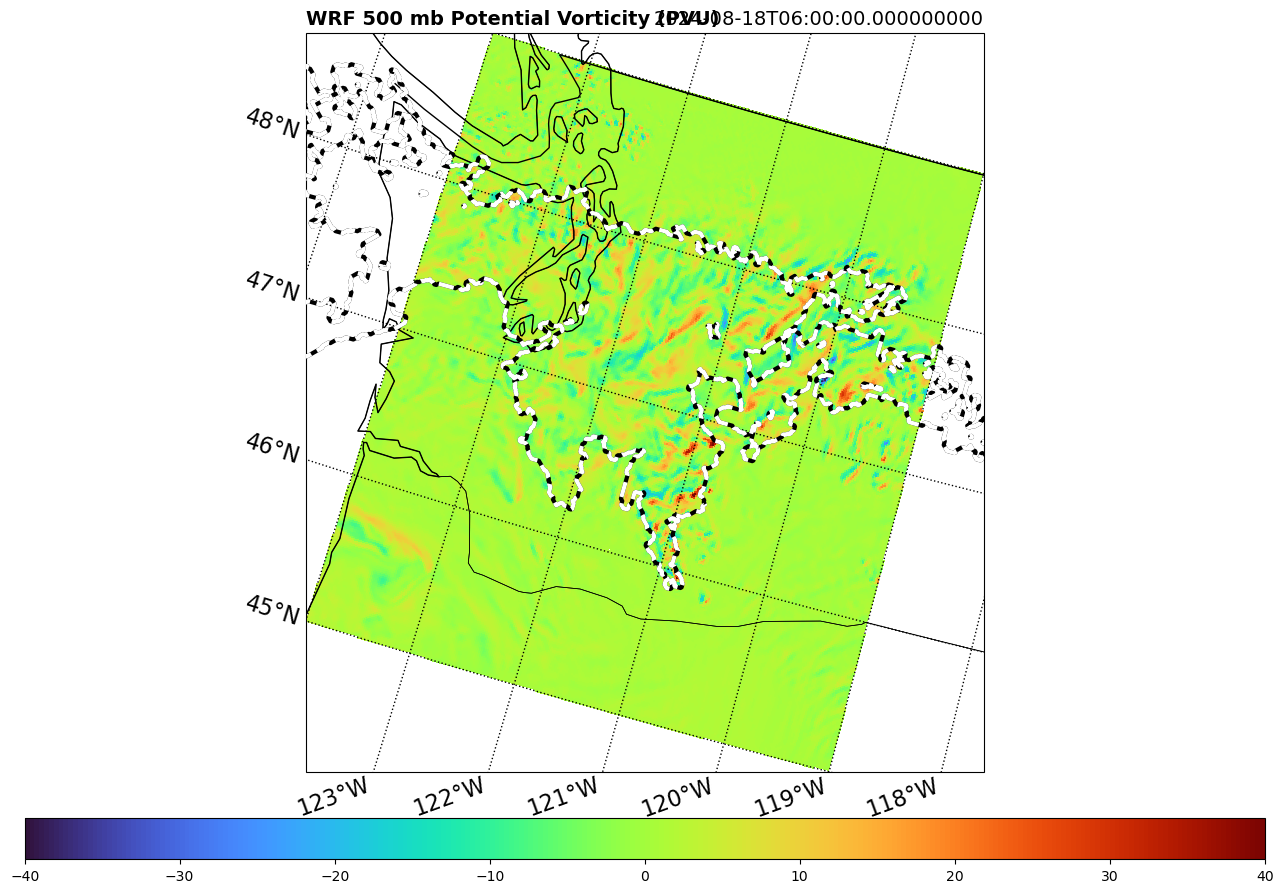 WRF 500 mb Potential Vorticity (PVU)
2024-08-18T06:00:00.000000000
48°N
47°N
46°N
45°N
123°W 122°W 121°W 120°W 119°W 118°W
−40 −30 −20 −10 0 10 20 30 40